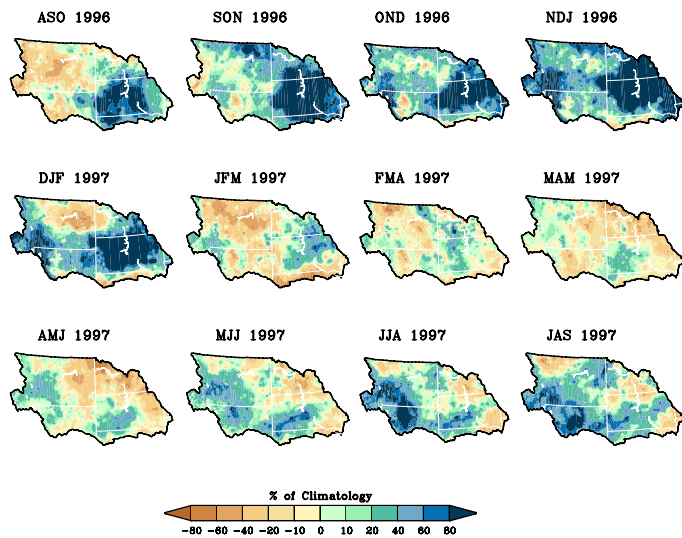 ASO 1996 SON 1996 OND 1996 NDJ 1996
DJF 1997 JFM 1997 FMA 1997 MAM 1997
AMJ 1997 MJJ 1997 JJA 1997 JAS 1997
% of Climatology
-80 -60 -40 -20 -10 0 10 20 40 60 80